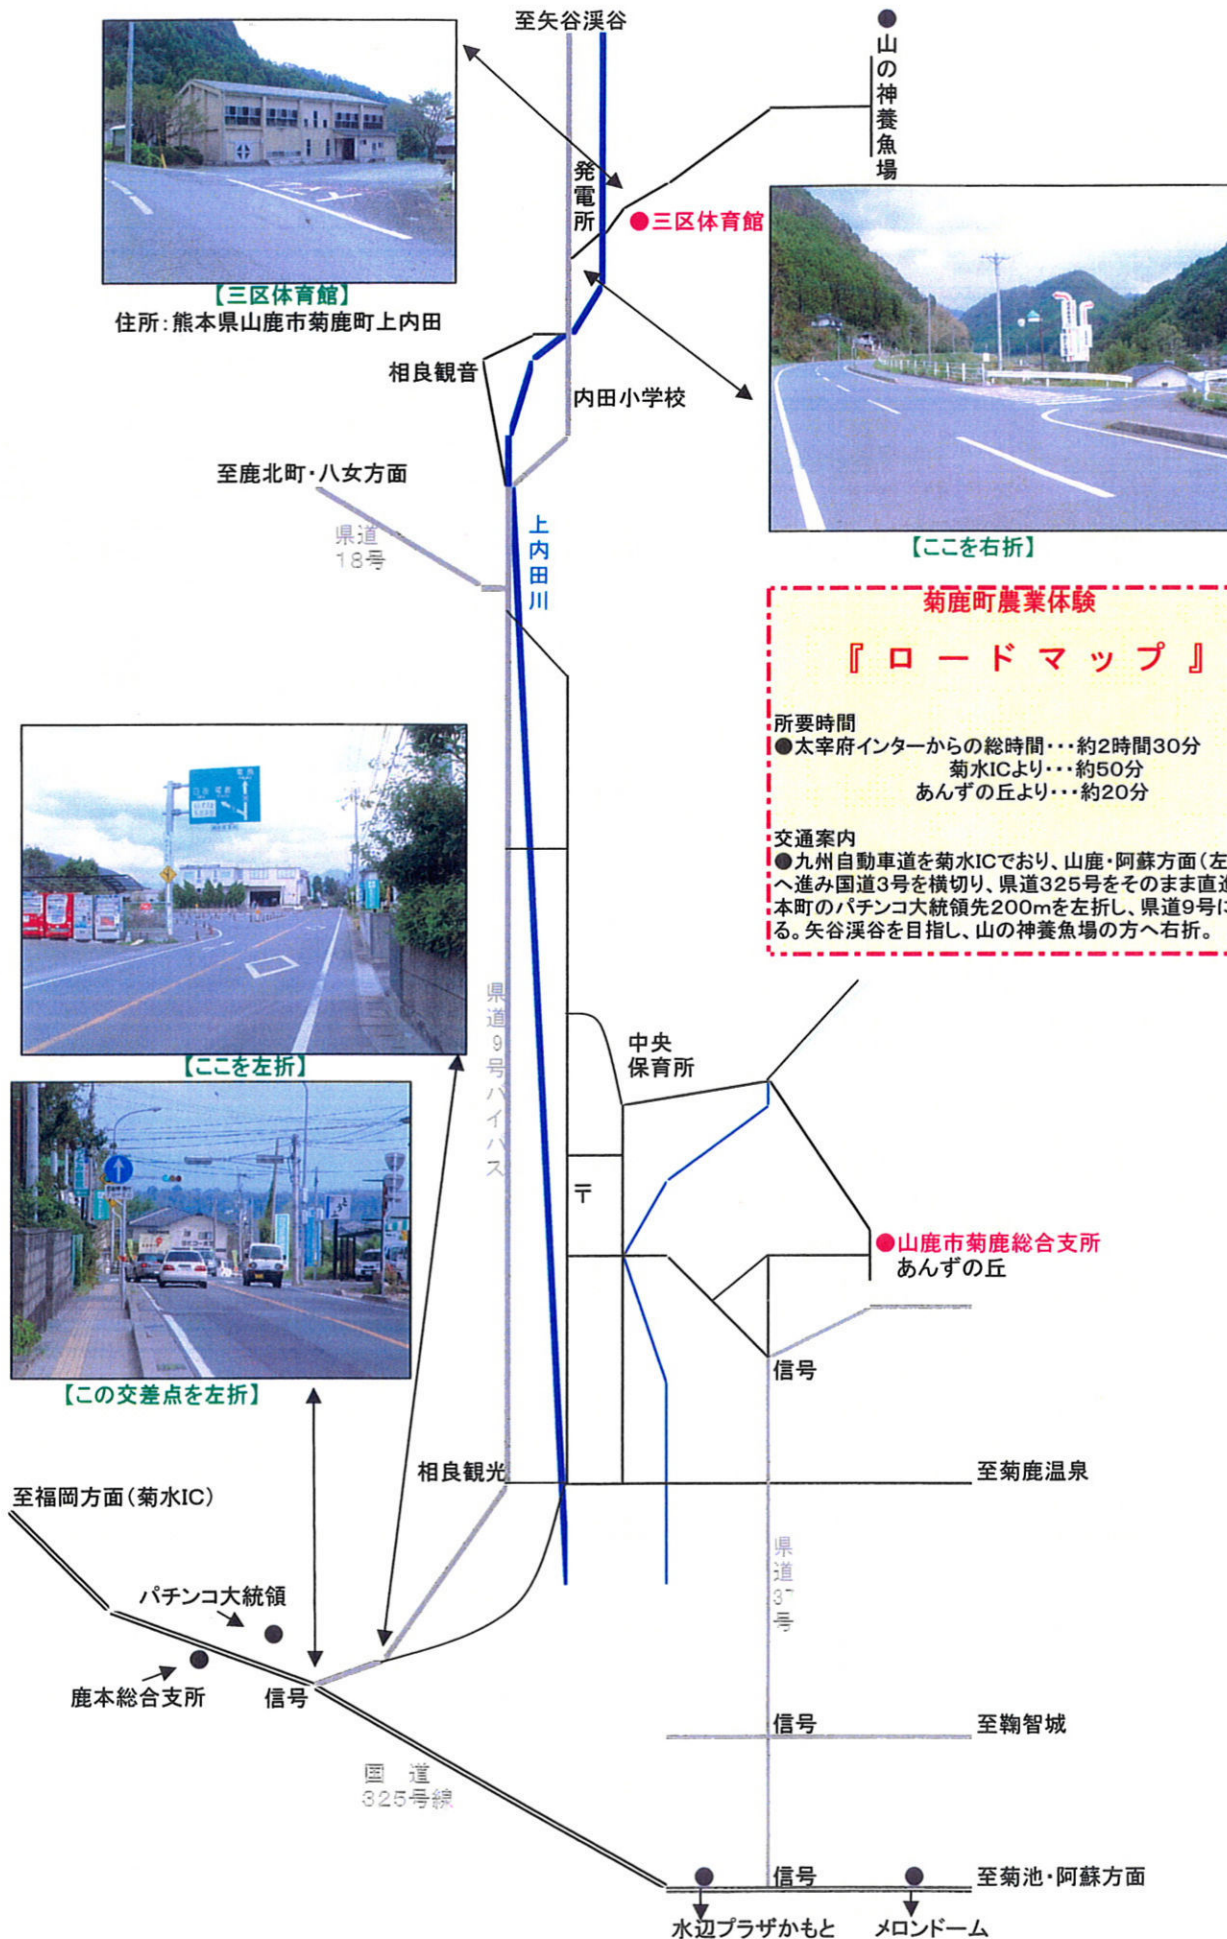 至矢谷渓谷
山の神養魚場
発電所
●三区体育館
【三区体育館】
住所：熊本県山鹿市菊鹿町上内田
相良観音
内田小学校
至鹿北町・八女方面
県道
18号
上内田川
【ここを右折】
菊鹿町農業体験
『ロードマップ』
所要時間
●太宰府インターからの総時間・・・約2時間30分
菊水ICより・・・約50分
あんずの丘より・・・約20分
交通案内
●九州自動車道を菊水ICでおり、山鹿・阿蘇方面（左
へ進み国道3号を横切り、県道325号をそのまま直進
本町のパチンコ大統領先200mを左折し、県道9号に
る。矢谷渓谷を目指し、山の神養魚場の方へ右折。
【ここを左折】
県道9号バイパス
中央
保育所
〒
●山鹿市菊鹿総合支所
あんずの丘
信号
【この交差点を左折】
相良観光
至菊鹿温泉
至福岡方面（菊水IC）
県道37号
パチンコ大統領
鹿本総合支所
信号
信号
至鞠智城
国道
325号線
信号
至菊池・阿蘇方面
水辺プラザかもと
メロンドーム